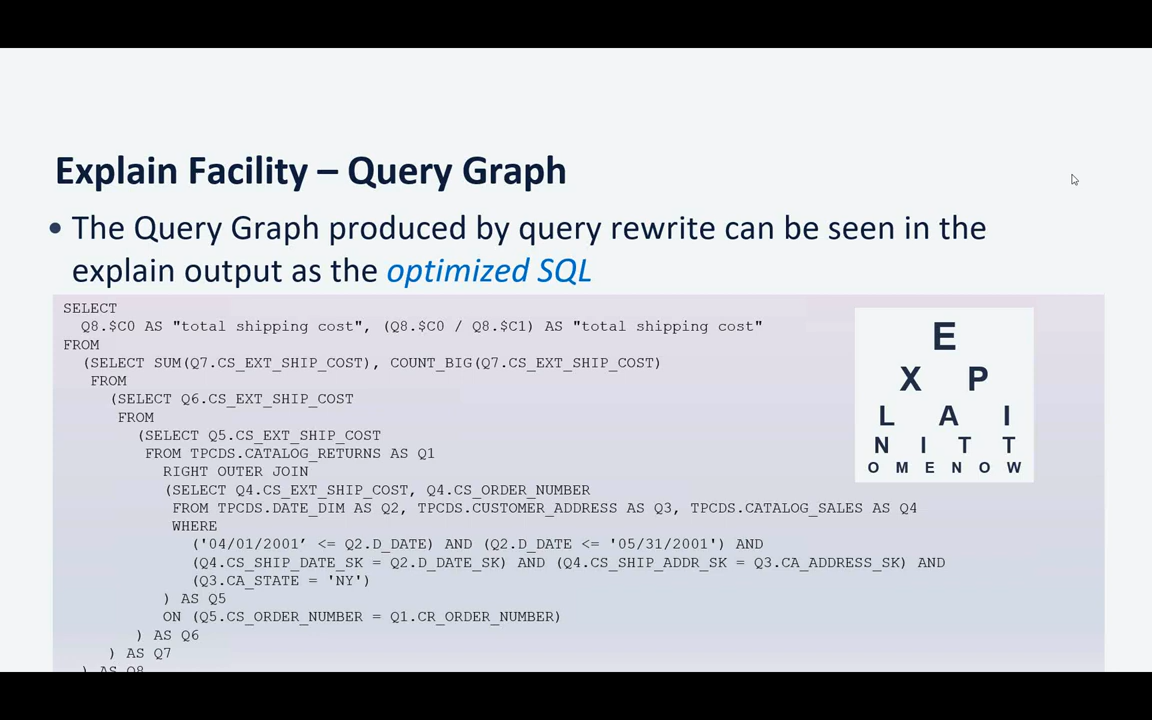 Explain Facility – Query Graph
• The Query Graph produced by query rewrite can be seen in the
explain output as the optimized SQL
SELECT
Q8.$C0 AS "total shipping cost", (Q8.$C0 / Q8.$C1) AS "total shipping cost"
FROM
(SELECT SUM(Q7.CS_EXT_SHIP_COST), COUNT_BIG(Q7.CS_EXT_SHIP_COST)
FROM
(SELECT Q6.CS_EXT_SHIP_COST
FROM
(SELECT Q5.CS_EXT_SHIP_COST
FROM TPCDS.CATALOG_RETURNS AS Q1
RIGHT OUTER JOIN
(SELECT Q4.CS_EXT_SHIP_COST, Q4.CS_ORDER_NUMBER
FROM TPCDS.DATE_DIM AS Q2, TPCDS.CUSTOMER_ADDRESS AS Q3, TPCDS.CATALOG_SALES AS Q4
WHERE
('04/01/2001’ <= Q2.D_DATE) AND (Q2.D_DATE <= '05/31/2001') AND
(Q4.CS_SHIP_DATE_SK = Q2.D_DATE_SK) AND (Q4.CS_SHIP_ADDR_SK = Q3.CA_ADDRESS_SK) AND
(Q3.CA_STATE = 'NY')
) AS Q5
ON (Q5.CS_ORDER_NUMBER = Q1.CR_ORDER_NUMBER)
) AS Q6
) AS Q7
) AS Q8
E
X P
L A I
N I T T
O M E N O W